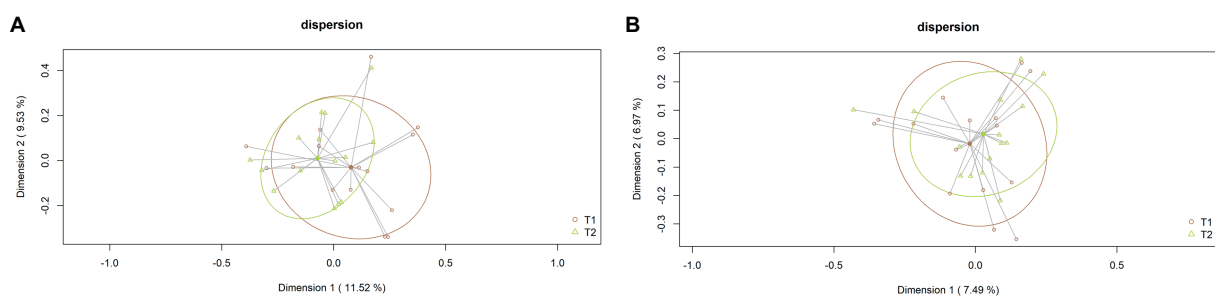 A
dispersion
Dimension 2 ( 9.53 %)
0.4
0.2
0.0
-0.2
T1
T2
-1.0
-0.5
0.0
0.5
1.0
Dimension 1 ( 11.52 %)
B
dispersion
Dimension 2 ( 6.97 %)
0.3
0.2
0.1
0.0
-0.1
-0.2
-0.3
T1
T2
-1.0
-0.5
0.0
0.5
Dimension 1 ( 7.49 %)